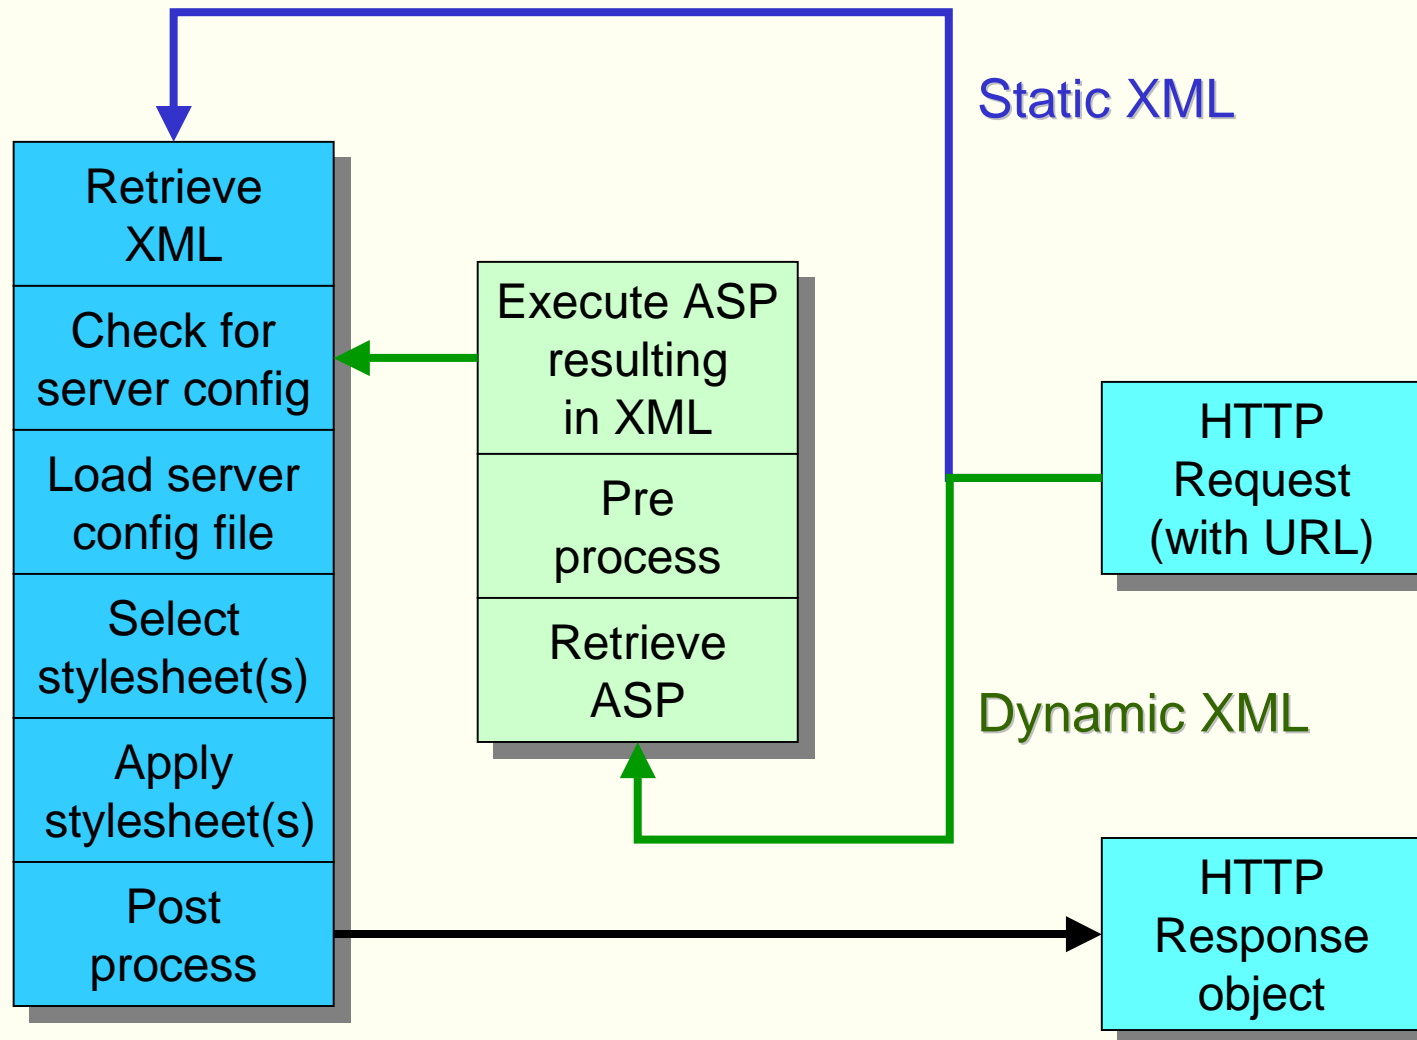 Static XML
Retrieve
XML
Check for
server config
Load server
config file
Select
stylesheet(s)
Apply
stylesheet(s)
Post
process
Execute ASP
resulting
in XML
Pre
process
Retrieve
ASP
HTTP
Request
(with URL)
Dynamic XML
HTTP
Response
object